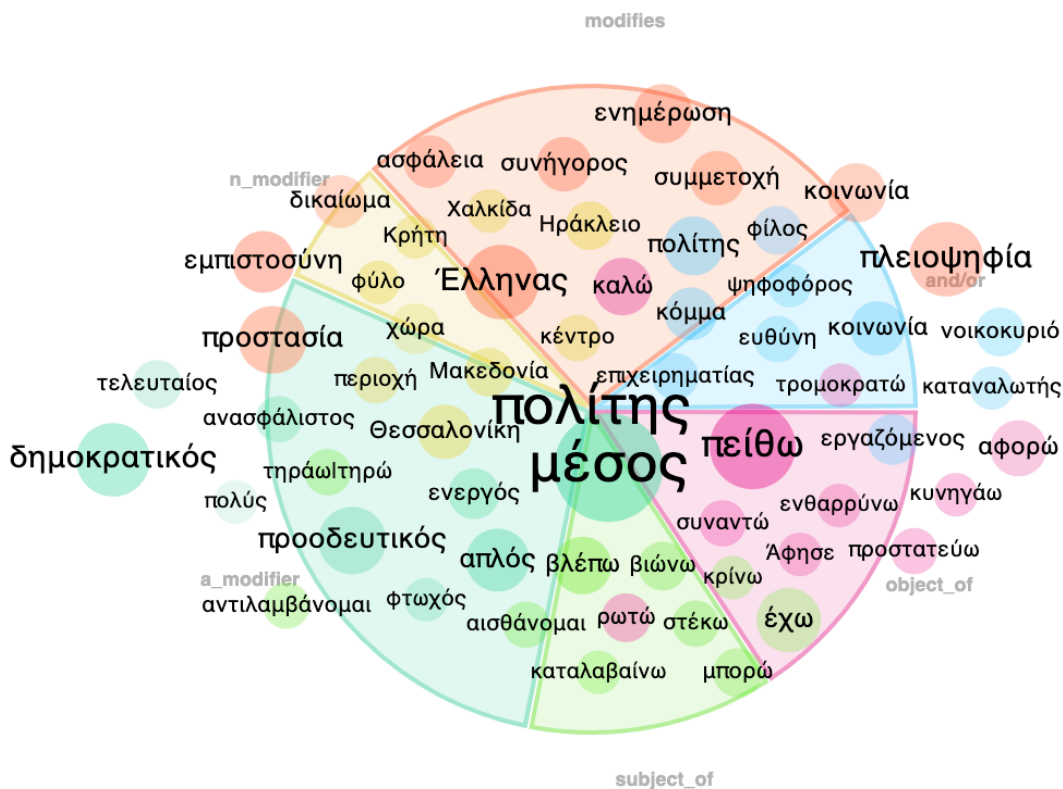 modifies
ενημέρωση
ασφάλεια
συνήγορος
συμμετοχή
κοινωνία
n_modifier
δικαίωμα
Χαλκίδα
Ηράκλειο
φίλος
Κρήτη
πολίτης
εμπιστοσύνη
πλειοψηφία
φύλο
Έλληνας
καλώ
ψηφοφόρος
and/or
κόμμα
χώρα
κέντρο
προστασία
ευθύνη
κοινωνία
νοικοκυριό
Μακεδονία
περιοχή
επιχειρηματίας
τρομοκρατώ
καταναλωτής
τελευταίος
πολίτης
ανασφάλιστος
Θεσσαλονίκη
πείθω
εργαζόμενος
αφορώ
δημοκρατικός
μέσος
τηράω|τηρώ
ενεργός
κυνηγάω
πολύς
ενθαρρύνω
συναντώ
προοδευτικός
απλός
βλέπω
βιώνω
Άφησε
προστατεύω
κρίνω
a_modifier
object_of
αντιλαμβάνομαι
φτωχός
αισθάνομαι
ρωτώ
στέκω
έχω
καταλαβαίνω
μπορώ
subject_of